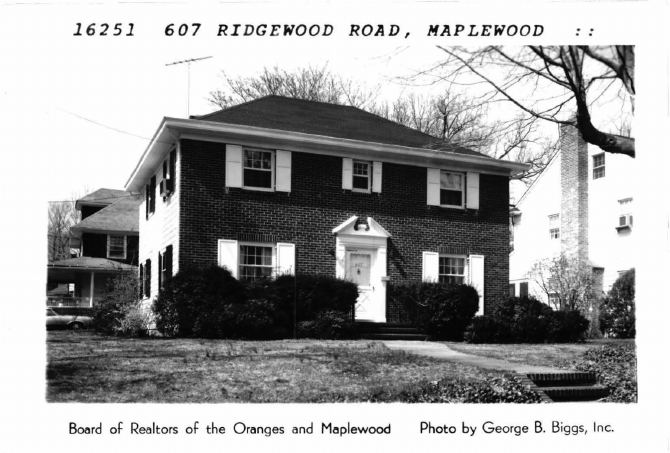 16251 607 RIDGEWOOD ROAD, MAPLEWOOD ::
Board of Realtors of the Oranges and Maplewood Photo by George B. Biggs, Inc.